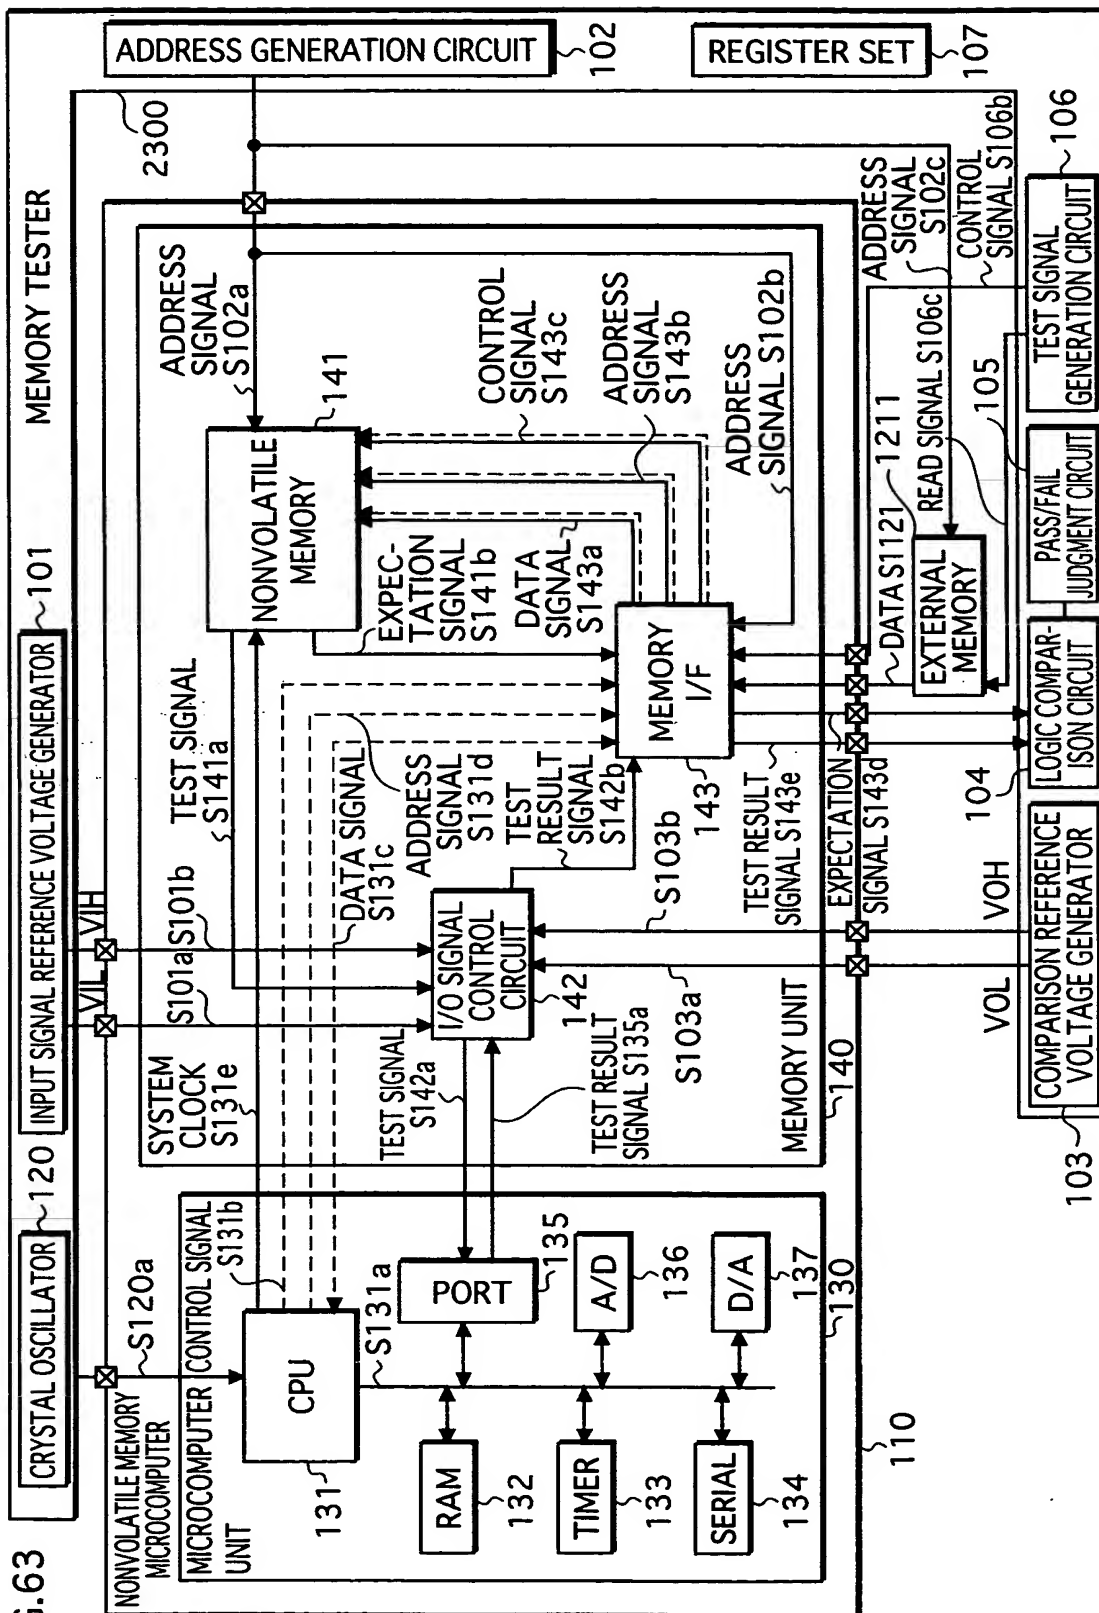 G.63
MEMORY TESTER
CRYSTAL OSCILLATOR
120
INPUT SIGNAL REFERENCE VOLTAGE GENERATOR
101
ADDRESS GENERATION CIRCUIT
102
2300
REGISTER SET
107
NONVOLATILE MEMORY
MICROCOMPUTER
S120a
VIL
VIH
S101a
S101b
MICROCOMPUTER
UNIT
CONTROL SIGNAL
S131b
CPU
131
S131a
RAM
132
TIMER
133
SERIAL
134
PORT
135
A/D
136
D/A
137
130
110
SYSTEM
CLOCK
S131e
TEST SIGNAL
S141a
DATA SIGNAL
S131c
ADDRESS
SIGNAL
S131d
NONVOLATILE
MEMORY
141
ADDRESS
SIGNAL
S102a
EXPEC-
TATION
SIGNAL
S141b
DATA
SIGNAL
S143a
CONTROL
SIGNAL
S143c
ADDRESS
SIGNAL
S143b
ADDRESS
SIGNAL S102b
TEST SIGNAL
S142a
I/O SIGNAL
CONTROL
CIRCUIT
142
TEST RESULT
SIGNAL S135a
TEST
RESULT
SIGNAL
S142b
MEMORY
I/F
143
S103a
S103b
MEMORY UNIT
140
TEST RESULT
SIGNAL S143e
EXPECTATION
SIGNAL S143d
VOL
VOH
COMPARISON REFERENCE
VOLTAGE GENERATOR
103
LOGIC COMPAR-
ISON CIRCUIT
104
PASS/FAIL
JUDGMENT CIRCUIT
105
TEST SIGNAL
GENERATION CIRCUIT
106
EXTERNAL
MEMORY
1211
DATA S1121
READ SIGNAL S106c
ADDRESS
SIGNAL
S102c
CONTROL
SIGNAL S106b